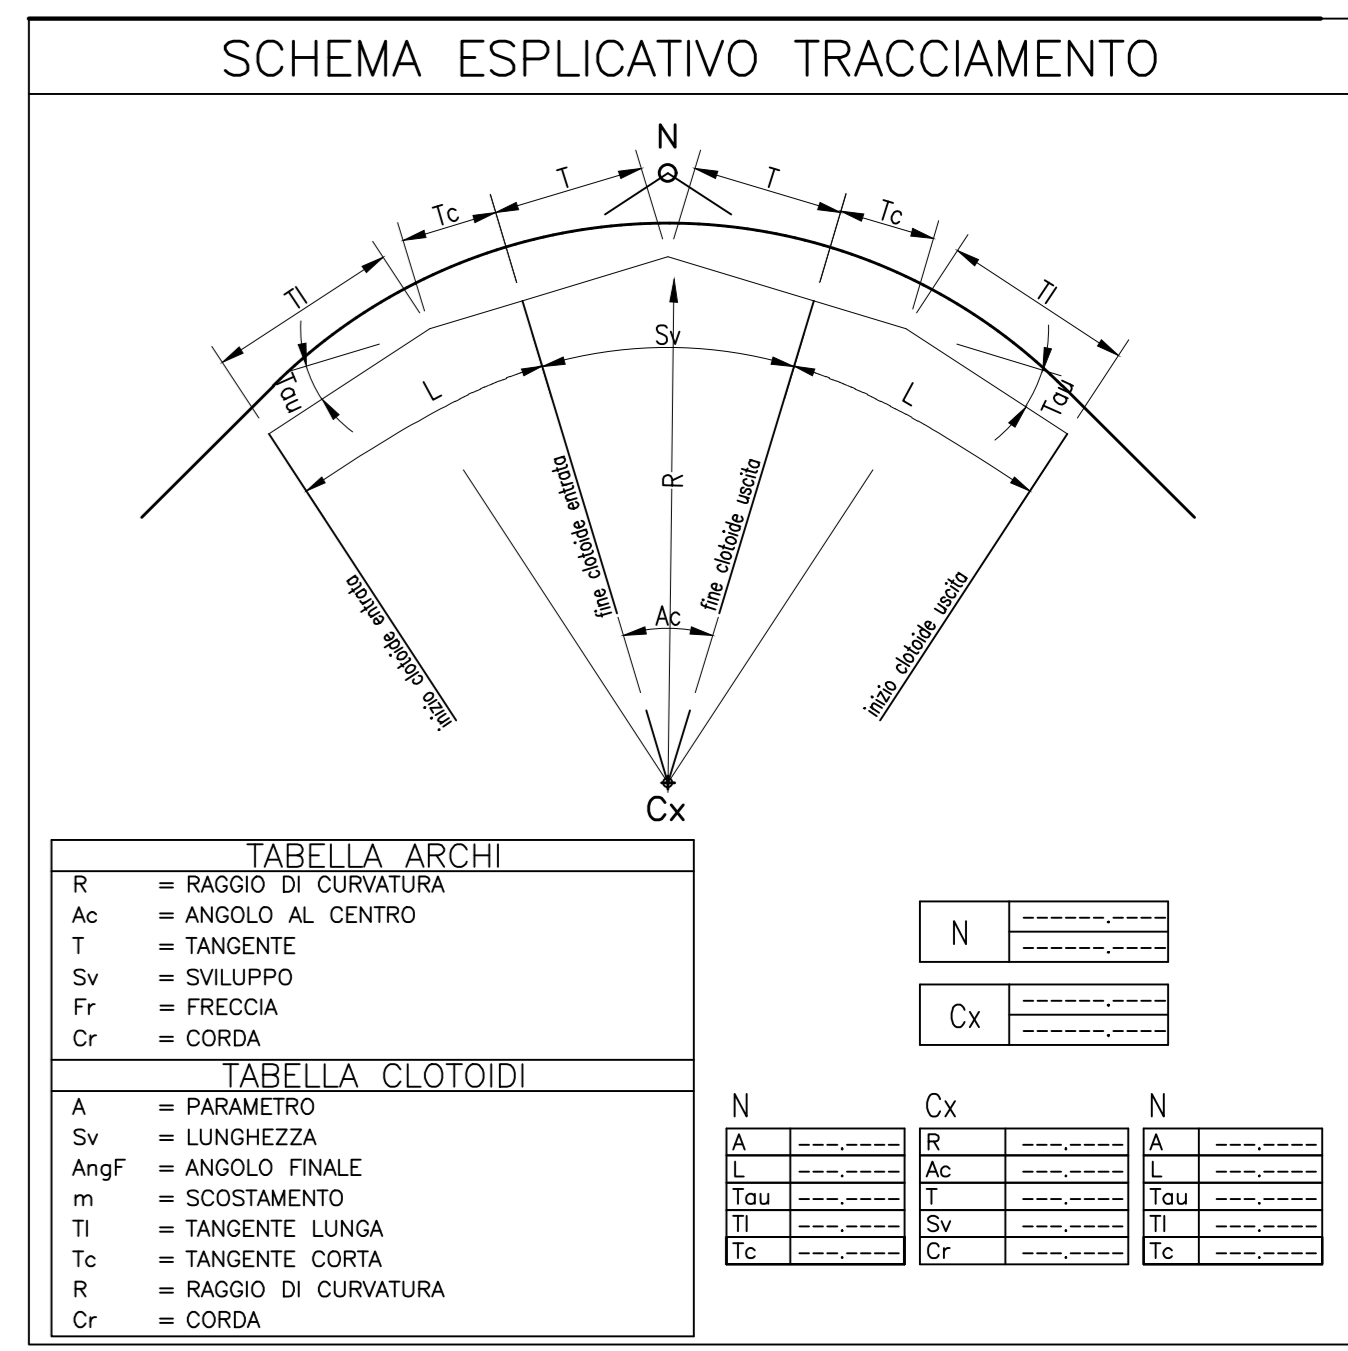 SCHEMA ESPLICATIVO TRACCIAMENTO
N
T
T
Tc
Tc
Tl
Tl
Sv
Tau
Tau
L
L
R
fine clotoide entrata
fine clotoide uscita
inizio clotoide entrata
inizio clotoide uscita
Ac
Cx
TABELLA ARCHI
R = RAGGIO DI CURVATURA
Ac = ANGOLO AL CENTRO
T = TANGENTE
Sv = SVILUPPO
Fr = FRECCIA
Cr = CORDA
TABELLA CLOTOIDI
A = PARAMETRO
Sv = LUNGHEZZA
AngF = ANGOLO FINALE
m = SCOSTAMENTO
Tl = TANGENTE LUNGA
Tc = TANGENTE CORTA
R = RAGGIO DI CURVATURA
Cr = CORDA
N ------.----
------.----
Cx ------.----
------.----
N
A ---.----
L ---.----
Tau ---.----
Tl ---.----
Tc ---.----
Cx
R ---.----
Ac ---.----
T ---.----
Sv ---.----
Cr ---.----
N
A ---.----
L ---.----
Tau ---.----
Tl ---.----
Tc ---.----